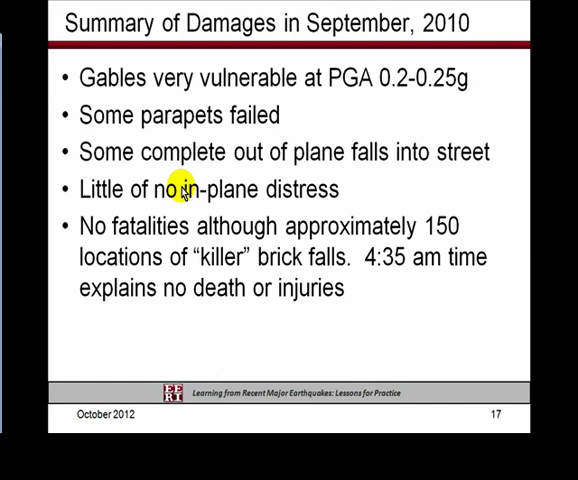 Summary of Damages in September, 2010
• Gables very vulnerable at PGA 0.2-0.25g
• Some parapets failed
• Some complete out of plane falls into street
• Little of no in-plane distress
• No fatalities although approximately 150
locations of “killer” brick falls.  4:35 am time
explains no death or injuries
EE
RI
Learning from Recent Major Earthquakes: Lessons for Practice
October 2012
17